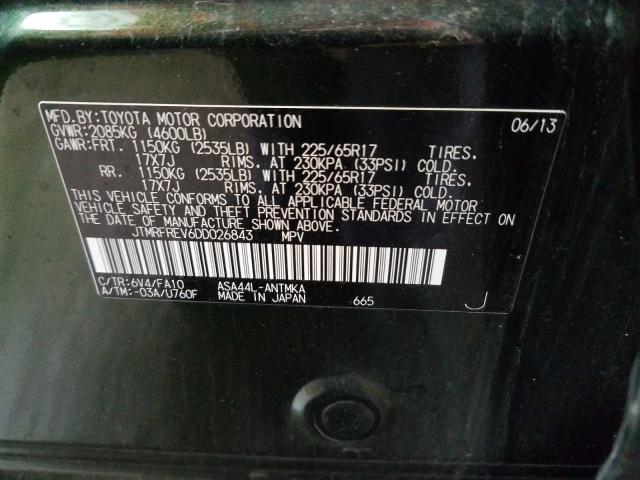 MFD.BY:TOYOTA MOTOR CORPORATION 06/13
GVWR:2085KG (4600LB)
GAWR:FRT. 1150KG (2535LB) WITH 225/65R17 TIRES.
17X7J RIMS. AT 230KPA (33PSI) COLD.
RR. 1150KG (2535LB) WITH 225/65R17 TIRES.
17X7J RIMS. AT 230KPA (33PSI) COLD.
THIS VEHICLE CONFORMS TO ALL APPLICABLE FEDERAL MOTOR
VEHICLE SAFETY AND THEFT PREVENTION STANDARDS IN EFFECT ON
THE DATE OF MANUFACTURE SHOWN ABOVE.
JTMRFREV6DD026843 MPV
C/TR:6V4/FA10 ASA44L-ANTMKA
A/TM:-03A/U760F MADE IN JAPAN 665 J